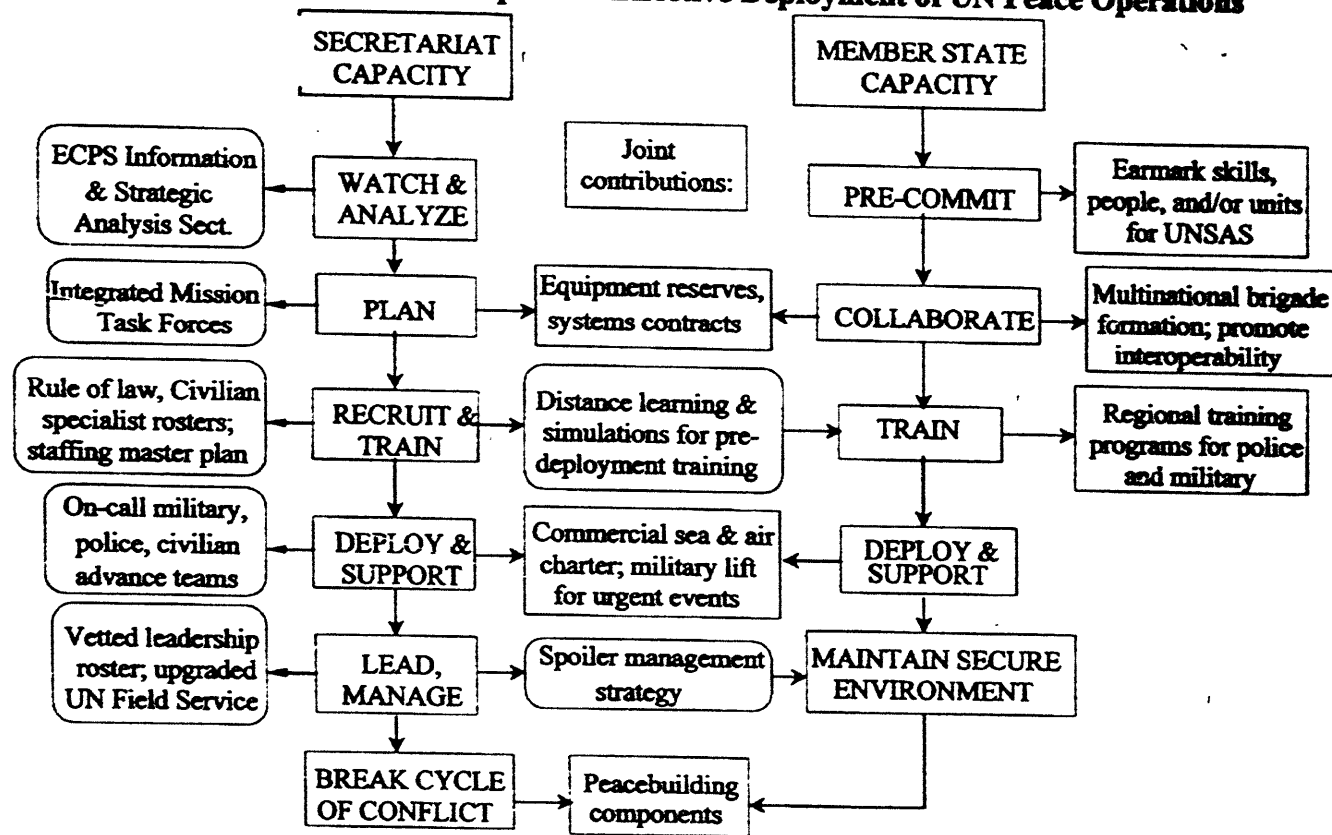 Deployment of UN Peace Operations
SECRETARIAT
CAPACITY
MEMBER STATE
CAPACITY
Joint
contributions:
ECPS Information
& Strategic
Analysis Sect.
WATCH &
ANALYZE
PRE-COMMIT
Earmark skills,
people, and/or units
for UNSAS
Integrated Mission
Task Forces
PLAN
Equipment reserves,
systems contracts
COLLABORATE
Multinational brigade
formation; promote
interoperability
Rule of law, Civilian
specialist rosters;
staffing master plan
RECRUIT &
TRAIN
Distance learning &
simulations for pre-
deployment training
TRAIN
Regional training
programs for police
and military
On-call military,
police, civilian
advance teams
DEPLOY &
SUPPORT
Commercial sea & air
charter; military lift
for urgent events
DEPLOY &
SUPPORT
Vetted leadership
roster; upgraded
UN Field Service
LEAD,
MANAGE
Spoiler management
strategy
MAINTAIN SECURE
ENVIRONMENT
BREAK CYCLE
OF CONFLICT
Peacebuilding
components